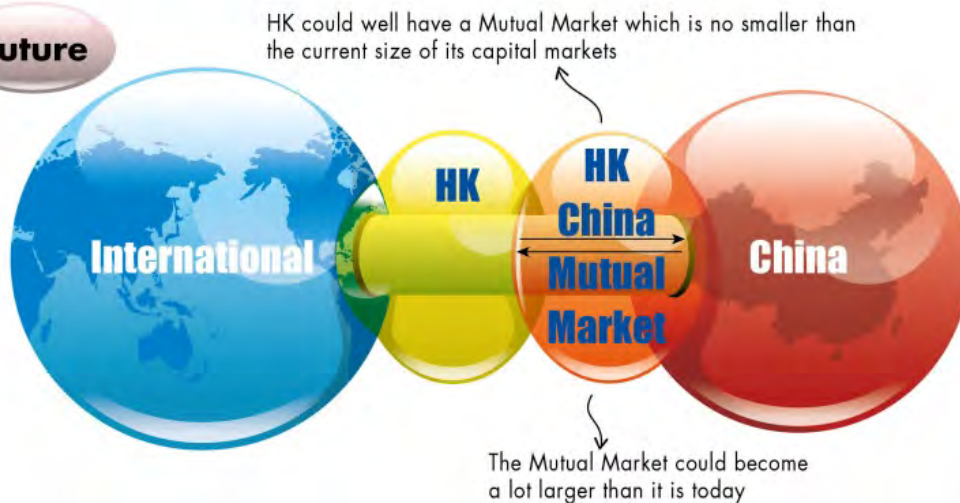 uture
HK could well have a Mutual Market which is no smaller than
the current size of its capital markets
International
HK
HK
China
Mutual
Market
China
The Mutual Market could become
a lot larger than it is today